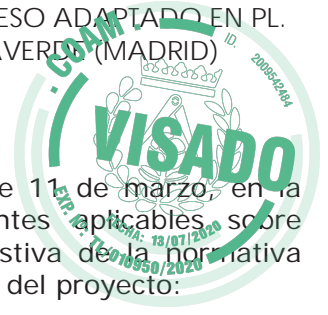 ESO ADAPTADO EN PL.
AVERDE (MADRID)
· COAM ·
ID. 2009542484
VISADO
EXP. Nº. TL/010950/2020
FECHA: 13/07/2020
e 11 de marzo, en la
ntes aplicables sobre
stiva de la normativa
del proyecto: